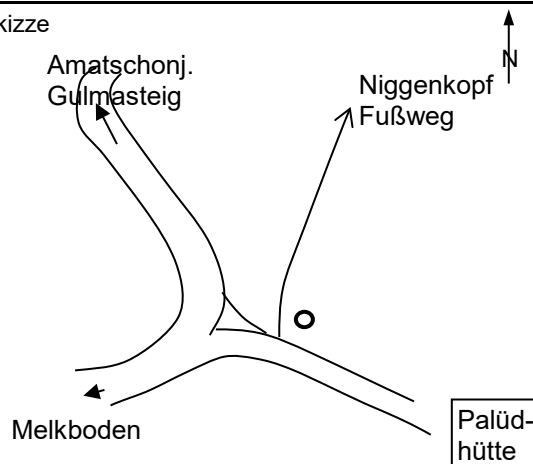 kizze
N
Amatschonj.
Gulmasteig
Niggenkopf
Fußweg
Melkboden
Palüd-
hütte